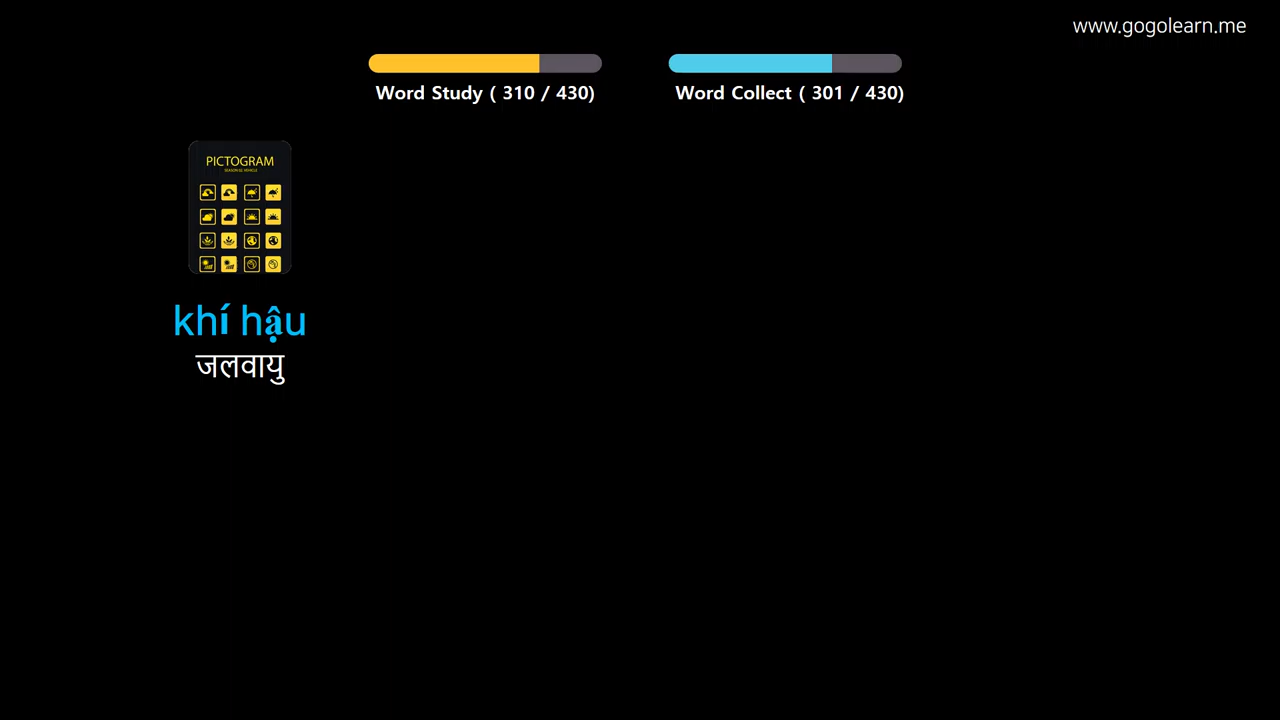 www.gogolearn.me
Word Study ( 310 / 430)
Word Collect ( 301 / 430)
PICTOGRAM
khí hậu
जलवायु